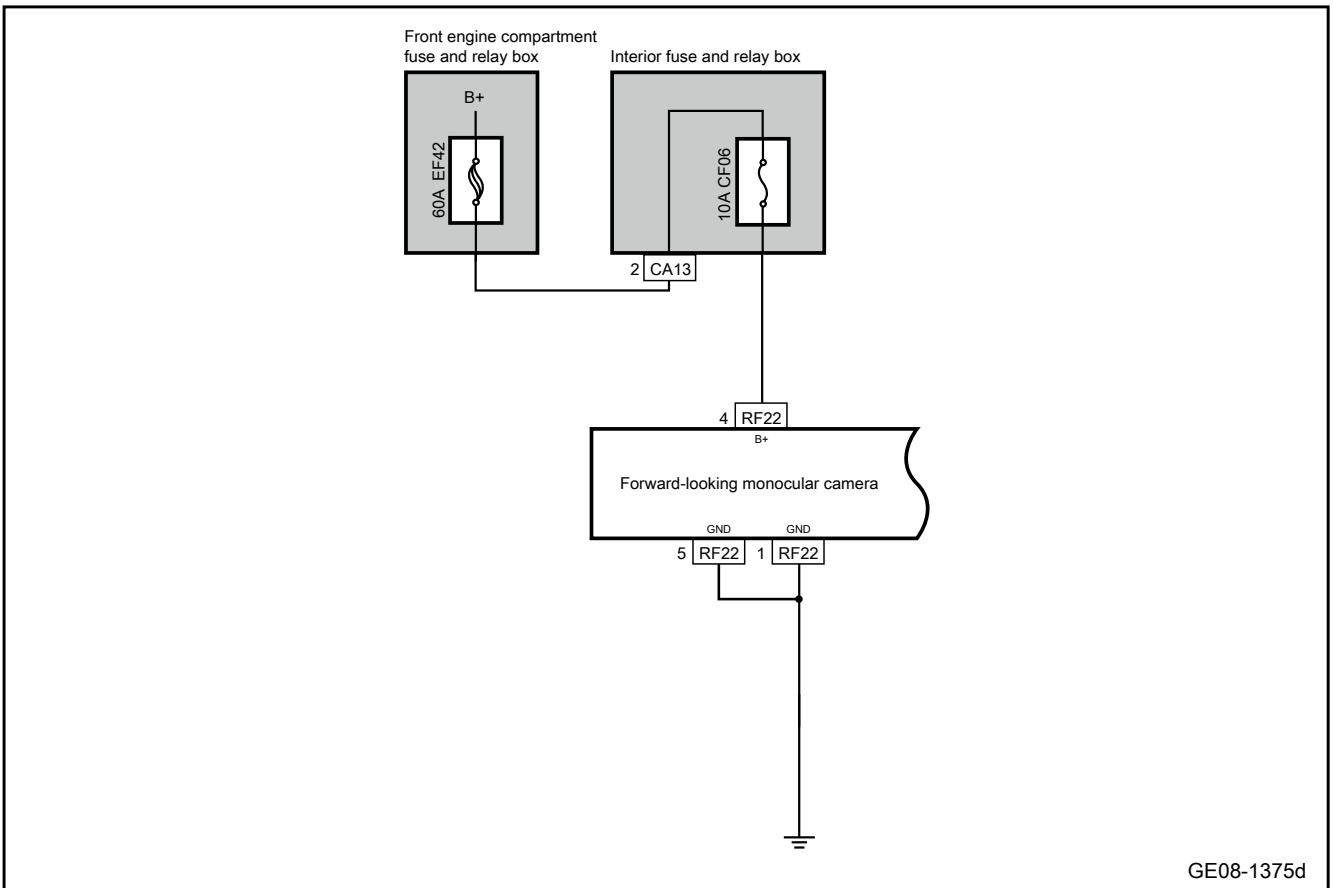 Front engine compartment
fuse and relay box
Interior fuse and relay box
B+
60A EF42
10A CF06
2 CA13
4 RF22
B+
Forward-looking monocular camera
GND GND
5 RF22 1 RF22
GE08-1375d